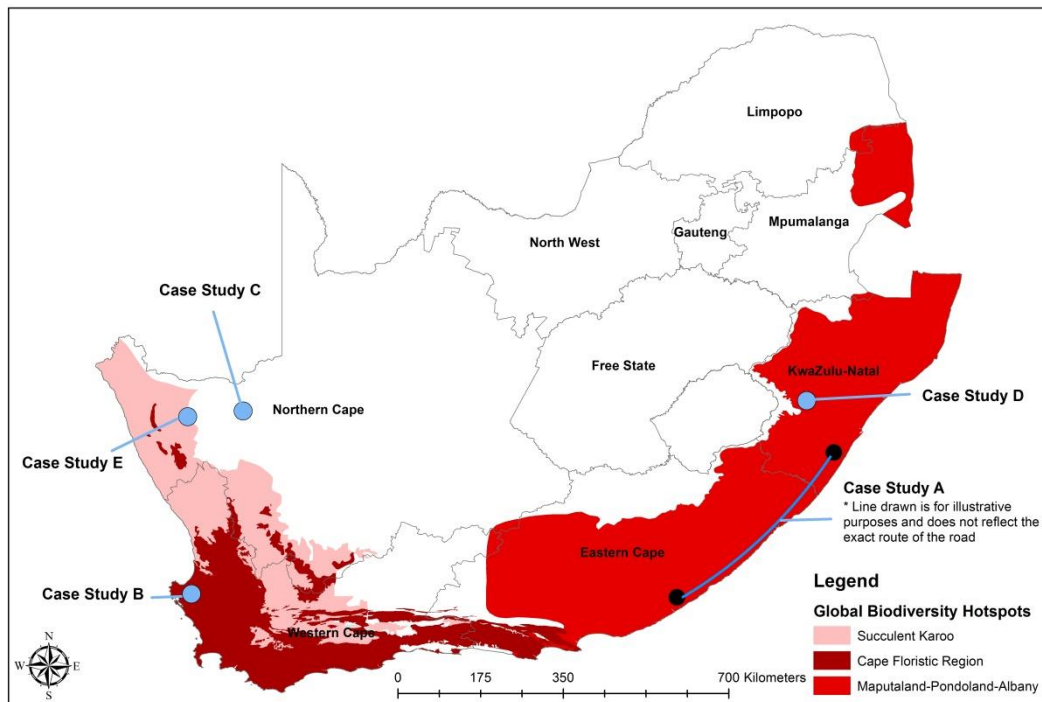 Limpopo
Mpumalanga
Gauteng
North West
Case Study C
Free State
KwaZulu-Natal
Northern Cape
Case Study D
Case Study E
Case Study A
* Line drawn is for illustrative
purposes and does not reflect the
exact route of the road
Eastern Cape
Case Study B
Western Cape
Legend
Global Biodiversity Hotspots
Succulent Karoo
Cape Floristic Region
Maputaland-Pondoland-Albany
N
W E
S
0 175 350 700 Kilometers